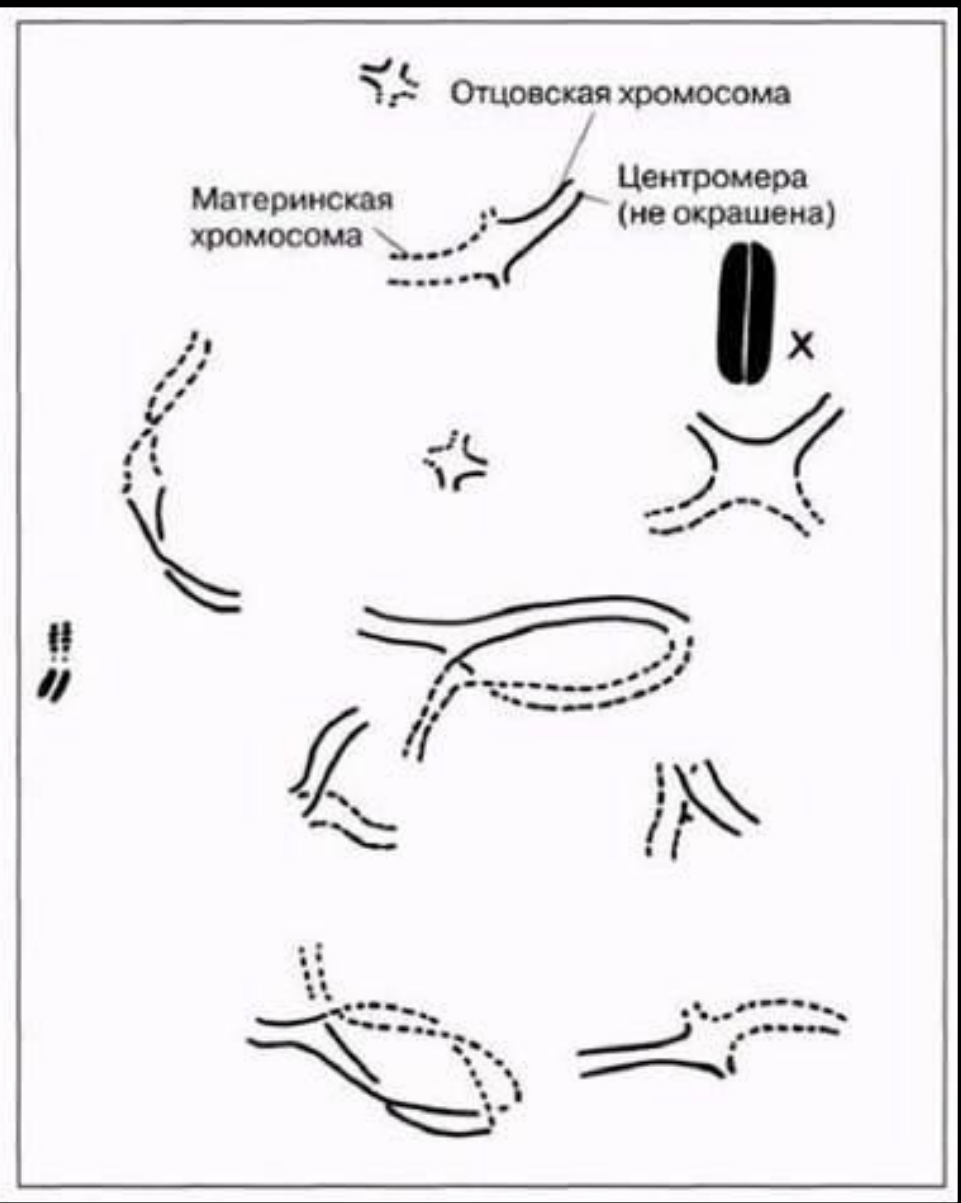 Отцовская хромосома
Центромера
(не окрашена)
Материнская
хромосома
X